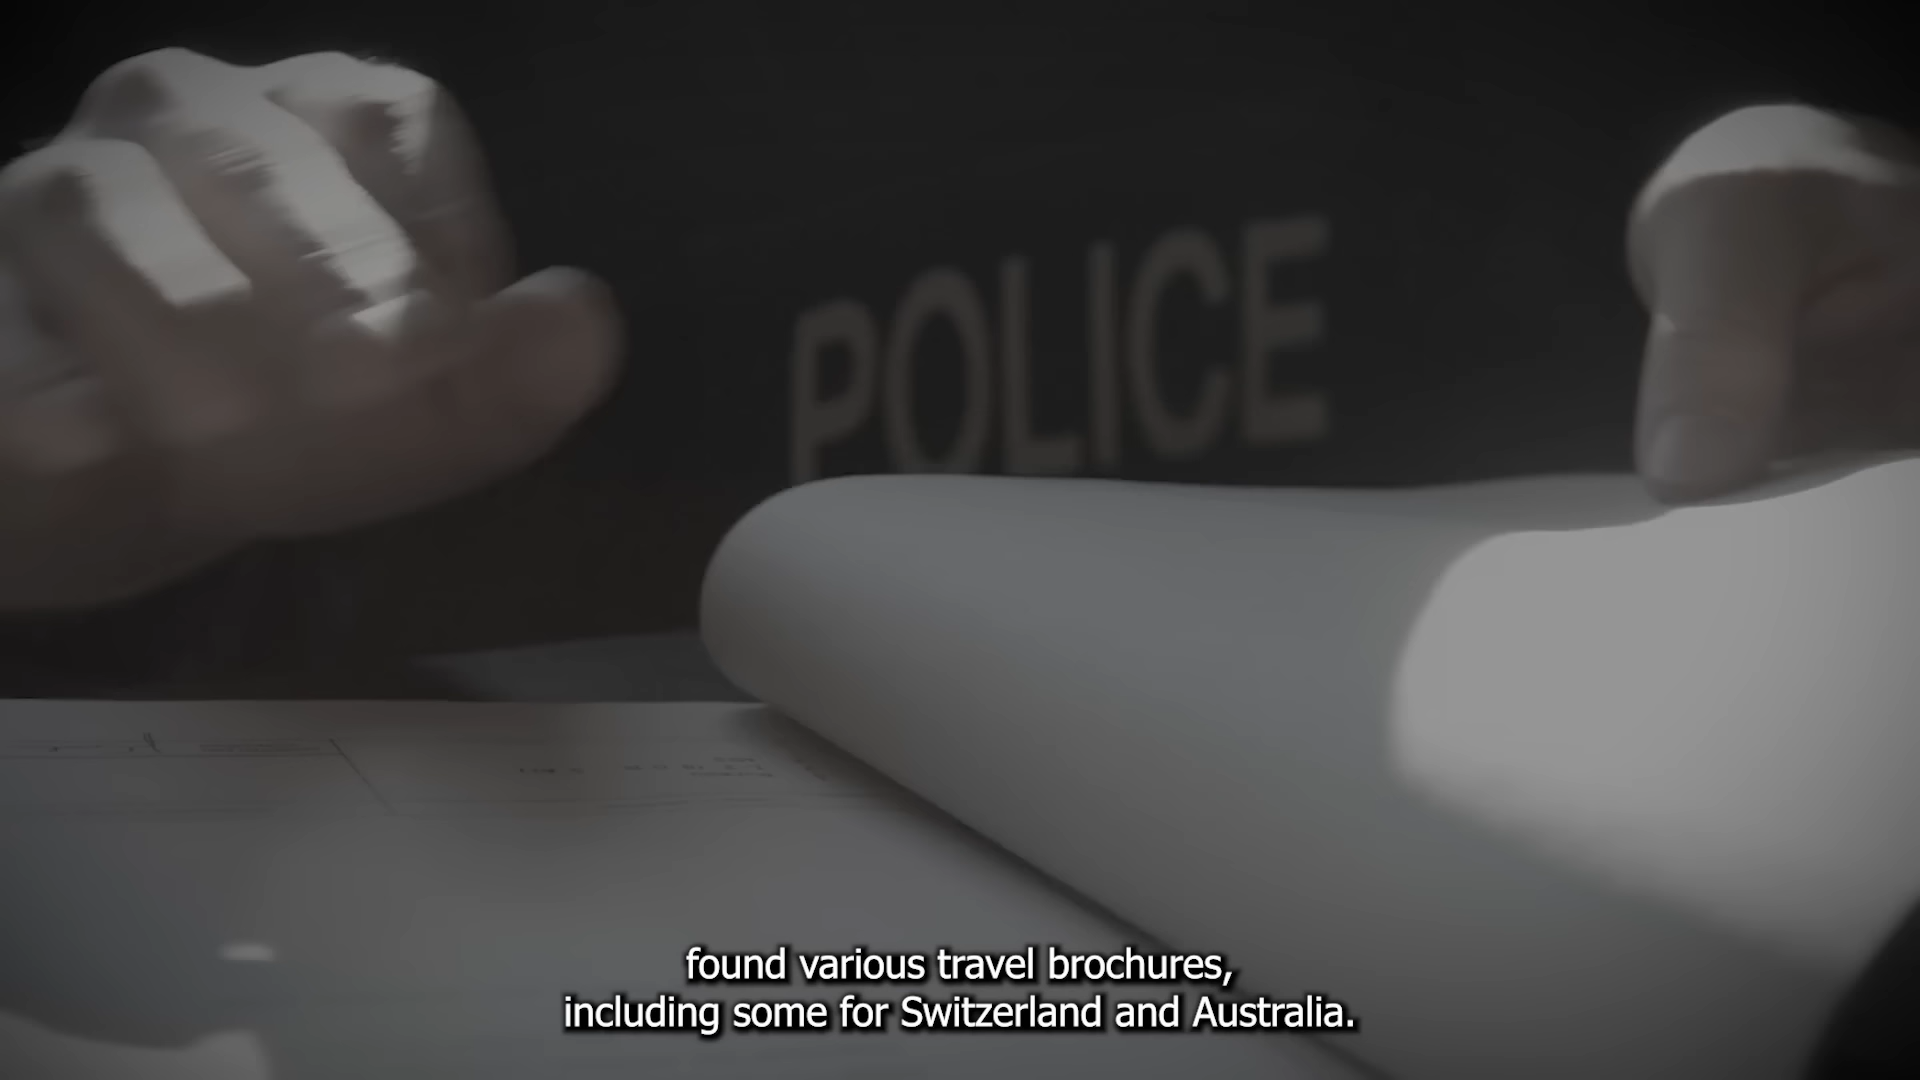 POLICE
found various travel brochures,
including some for Switzerland and Australia.